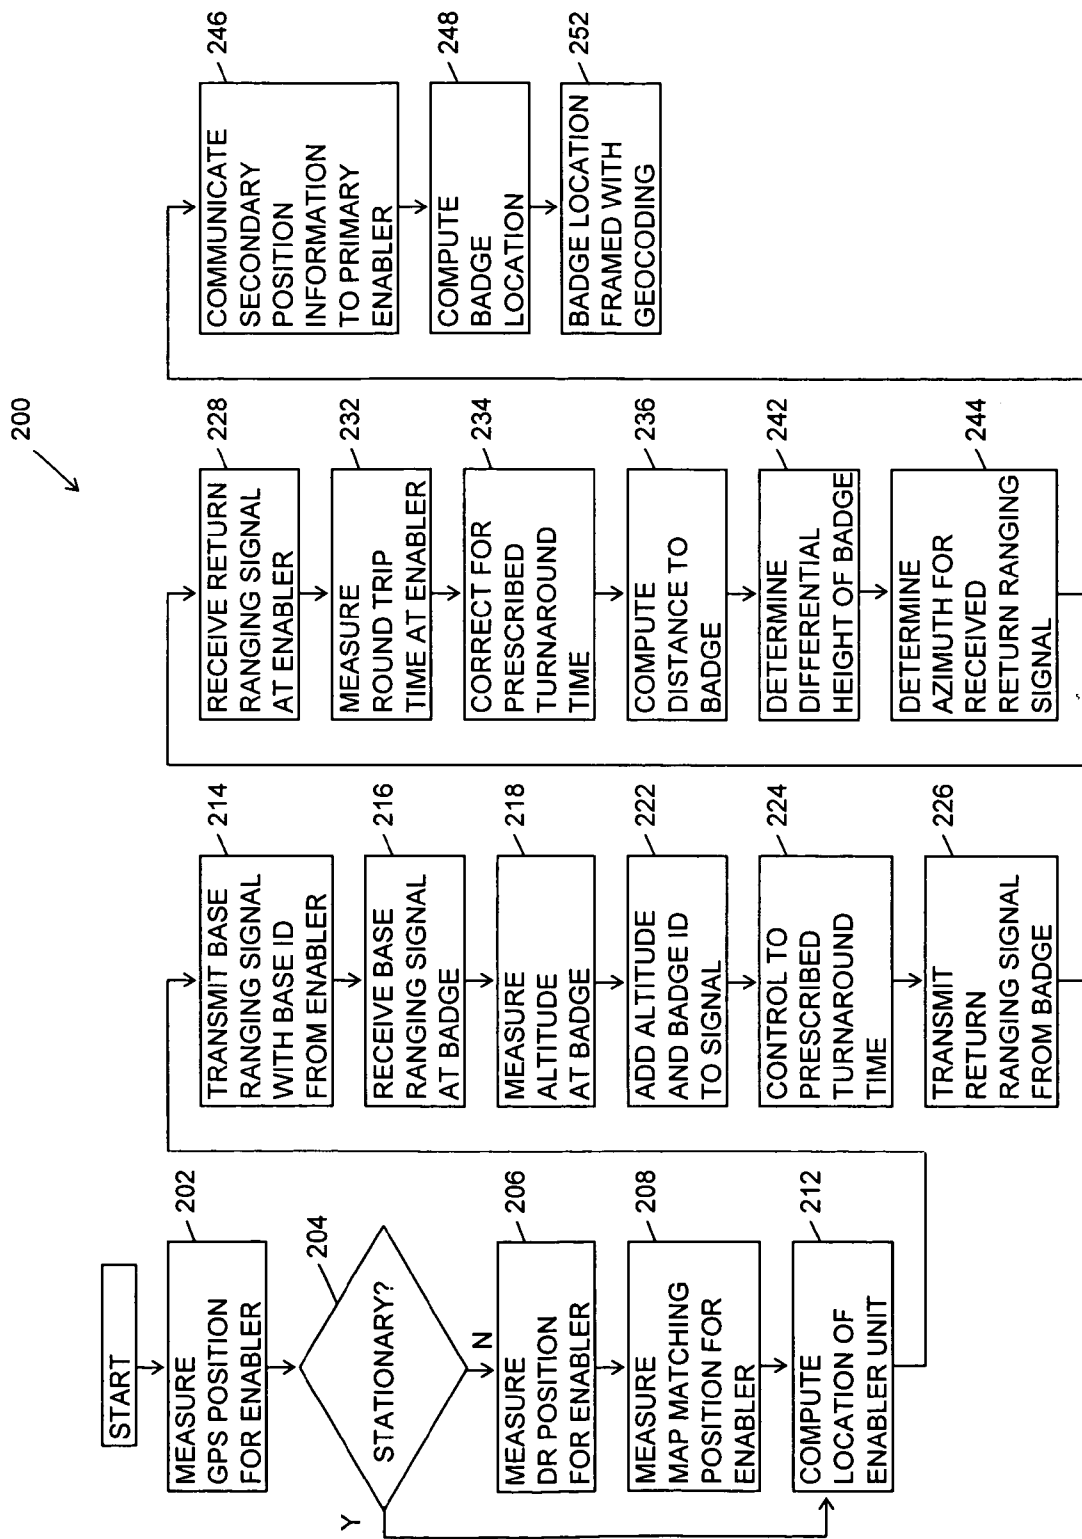 200
START
MEASURE
GPS POSITION
FOR ENABLER
202
STATIONARY?
204
Y
N
MEASURE
DR POSITION
FOR ENABLER
206
MEASURE
MAP MATCHING
POSITION FOR
ENABLER
208
COMPUTE
LOCATION OF
ENABLER UNIT
212
TRANSMIT BASE
RANGING SIGNAL
WITH BASE ID
FROM ENABLER
214
RECEIVE BASE
RANGING SIGNAL
AT BADGE
216
MEASURE
ALTITUDE
AT BADGE
218
ADD ALTITUDE
AND BADGE ID
TO SIGNAL
222
CONTROL TO
PRESCRIBED
TURNAROUND
TIME
224
TRANSMIT
RETURN
RANGING SIGNAL
FROM BADGE
226
RECEIVE RETURN
RANGING SIGNAL
AT ENABLER
228
MEASURE
ROUND TRIP
TIME AT ENABLER
232
CORRECT FOR
PRESCRIBED
TURNAROUND
TIME
234
COMPUTE
DISTANCE TO
BADGE
236
DETERMINE
DIFFERENTIAL
HEIGHT OF BADGE
242
DETERMINE
AZIMUTH FOR
RECEIVED
RETURN RANGING
SIGNAL
244
COMMUNICATE
SECONDARY
POSITION
INFORMATION
TO PRIMARY
ENABLER
246
COMPUTE
BADGE
LOCATION
248
BADGE LOCATION
FRAMED WITH
GEOCODING
252